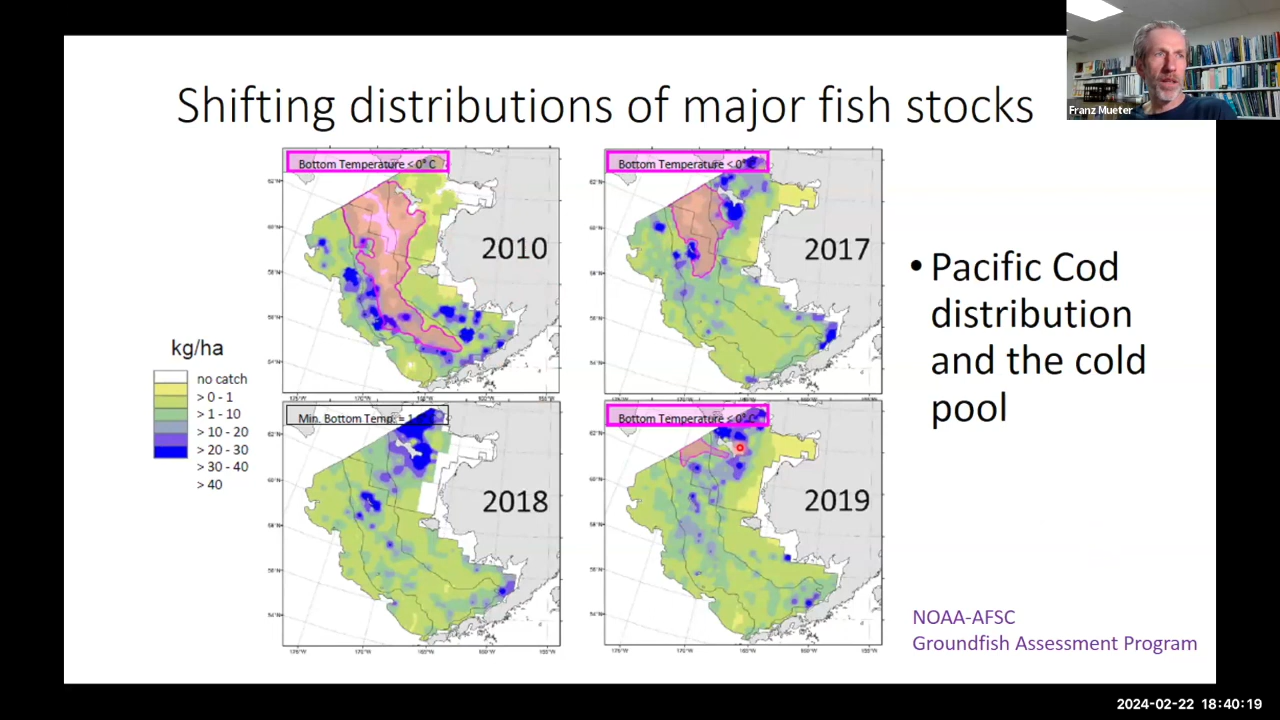 Shifting distributions of major fish stocks
Franz Mueter
Bottom Temperature < 0° C
2010
Bottom Temperature < 0° C
2017
• Pacific Cod
distribution
and the cold
pool
kg/ha
no catch
> 0 - 1
> 1 - 10
> 10 - 20
> 20 - 30
> 30 - 40
> 40
Min. Bottom Temp. = 1
2018
Bottom Temperature < 0° C
2019
NOAA-AFSC
Groundfish Assessment Program
2024-02-22 18:40:19